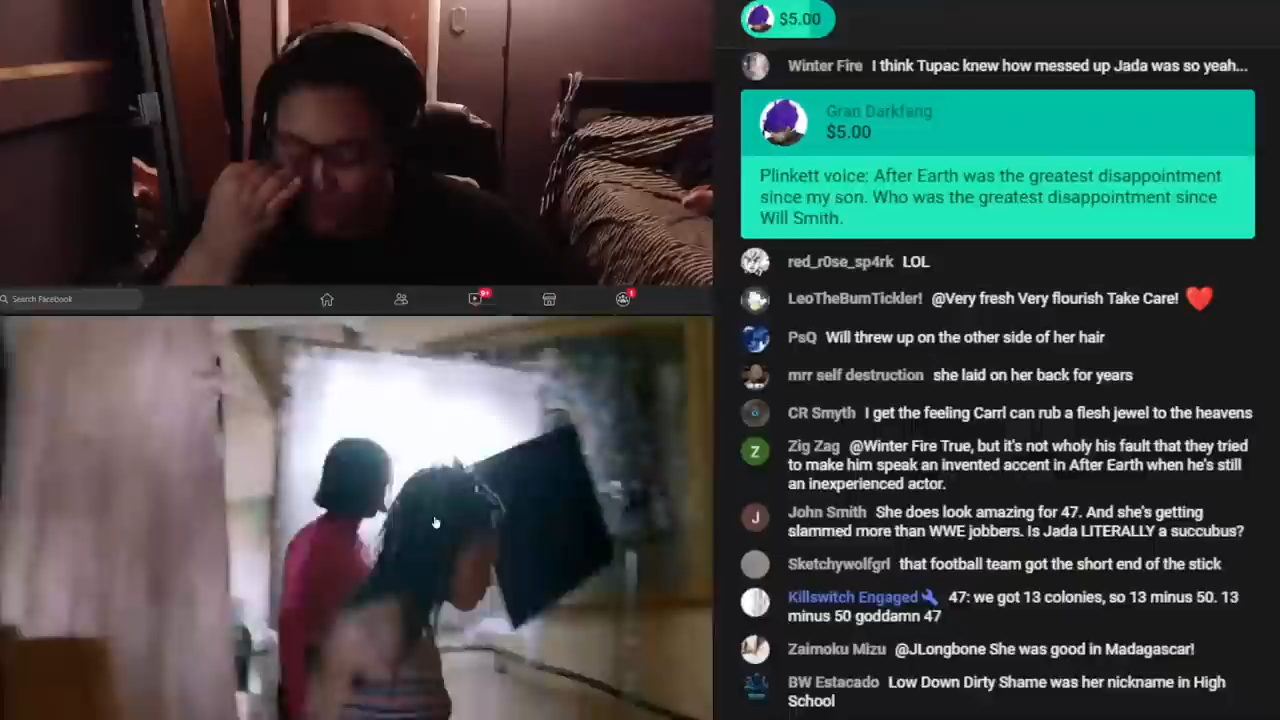 $5.00
Winter Fire I think Tupac knew how messed up Jada was so yeah...
Gran Darkfang
$5.00
Plinkett voice: After Earth was the greatest disappointment
since my son. Who was the greatest disappointment since
Will Smith.
red_r0se_sp4rk LOL
LeoTheBumTickler! @Very fresh Very flourish Take Care!
PsQ Will threw up on the other side of her hair
mrr self destruction she laid on her back for years
CR Smyth I get the feeling Carrl can rub a flesh jewel to the heavens
Z
Zig Zag @Winter Fire True, but it's not wholy his fault that they tried
to make him speak an invented accent in After Earth when he's still
an inexperienced actor.
J
John Smith She does look amazing for 47. And she's getting
slammed more than WWE jobbers. Is Jada LITERALLY a succubus?
Sketchywolfgrl that football team got the short end of the stick
Killswitch Engaged 47: we got 13 colonies, so 13 minus 50. 13
minus 50 goddamn 47
Zaimoku Mizu @JLongbone She was good in Madagascar!
BW Estacado Low Down Dirty Shame was her nickname in High
School
Search Facebook
9+
1